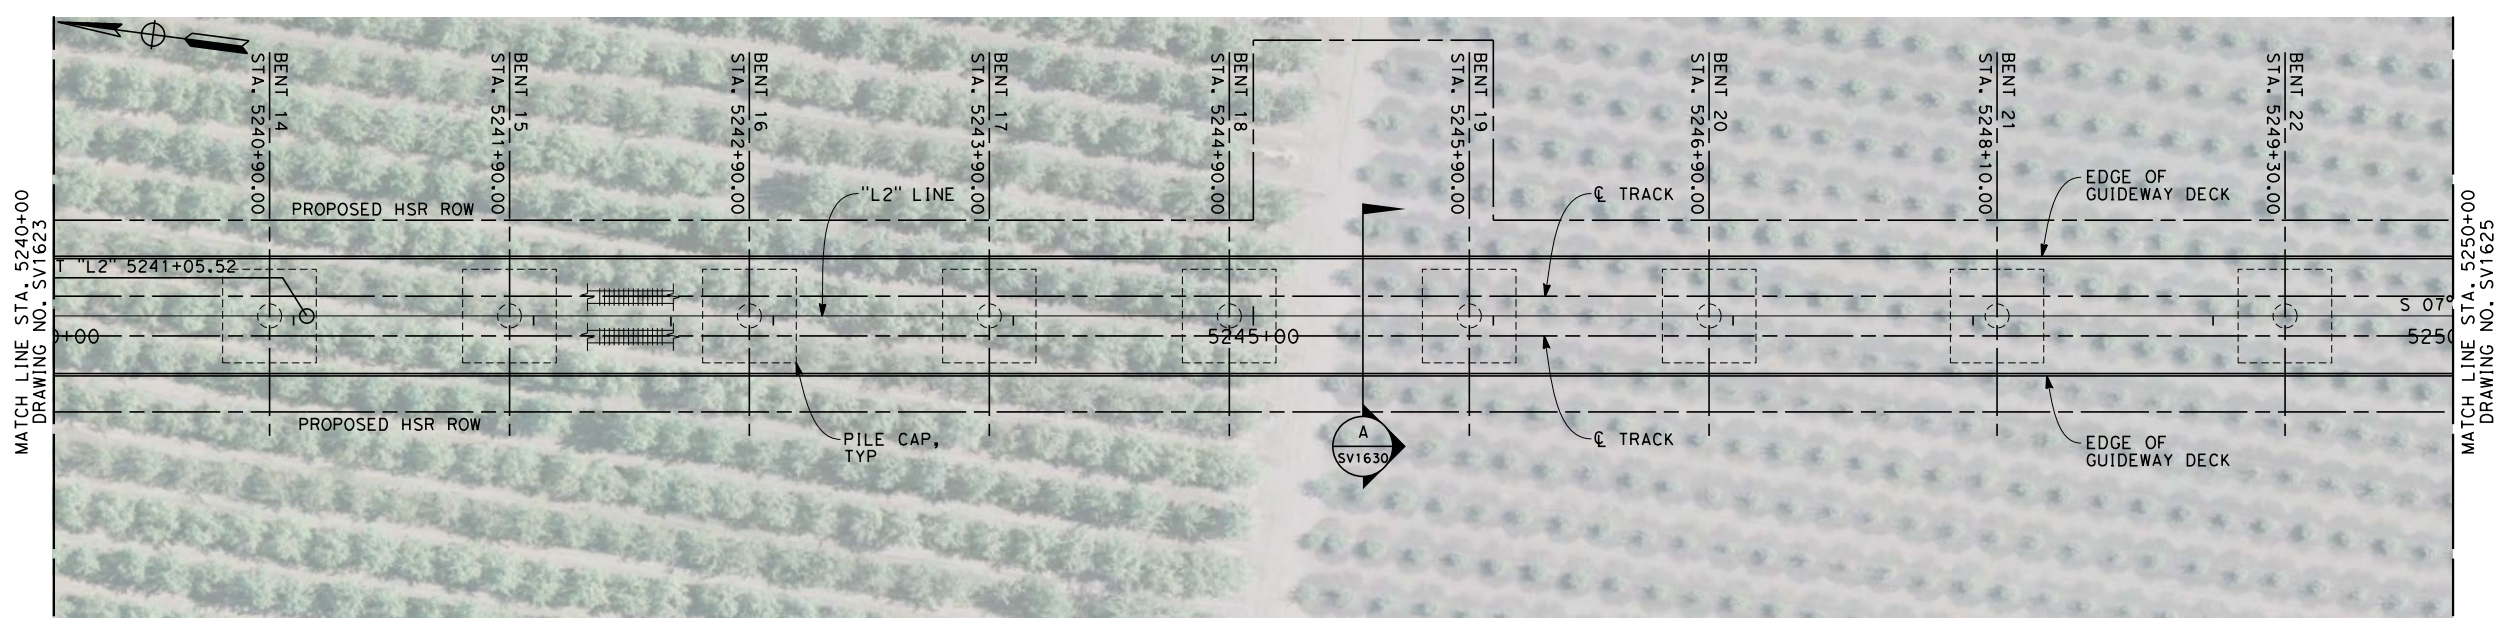 BENT 14
STA. 5240+90.00
BENT 15
STA. 5241+90.00
BENT 16
STA. 5242+90.00
BENT 17
STA. 5243+90.00
BENT 18
STA. 5244+90.00
BENT 19
STA. 5245+90.00
BENT 20
STA. 5246+90.00
BENT 21
STA. 5248+10.00
BENT 22
STA. 5249+30.00
MATCH LINE STA. 5240+00
DRAWING NO. SV1623
PROPOSED HSR ROW
"L2" LINE
℄ TRACK
EDGE OF
GUIDEWAY DECK
T "L2" 5241+05.52
0+00
5245+00
S 07°
5250
PROPOSED HSR ROW
PILE CAP,
TYP
A
SV1630
℄ TRACK
EDGE OF
GUIDEWAY DECK
MATCH LINE STA. 5250+00
DRAWING NO. SV1625